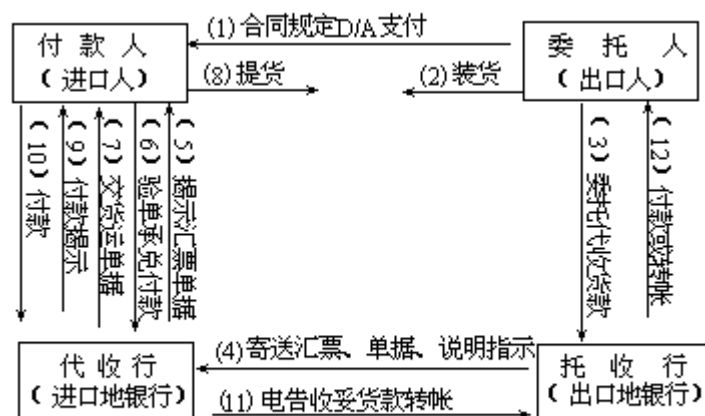 (1) 合同规定D/A 支付
付 款 人
（ 进口人）
委 托 人
（ 出口人）
(8) 提货
(2) 装货
（10）付款
（9）付款提示
（7）交货运单据
（6）验单承兑付款
（5）提示汇票单据
（3）委托代收货款
（12）付款或转帐
代 收 行
（ 进口地银行）
(4) 寄送汇票、单据、说明指示
托 收 行
（ 出口地银行）
(11) 电告收妥货款转帐